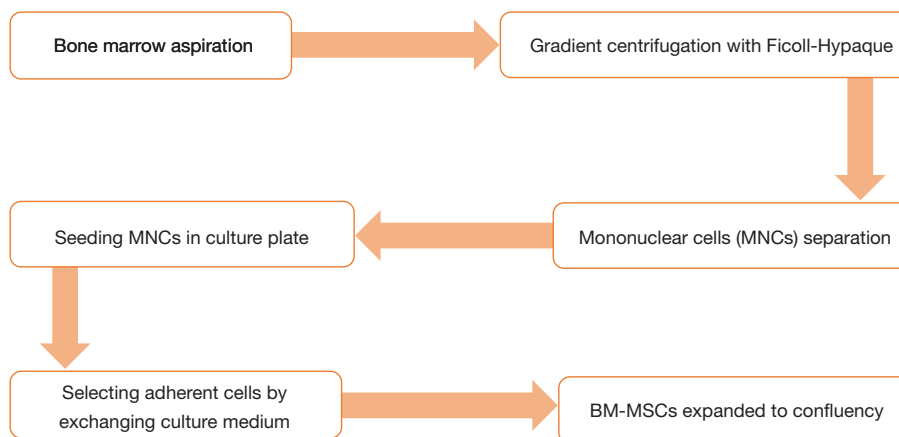 Bone marrow aspiration
Gradient centrifugation with Ficoll-Hypaque
Mononuclear cells (MNCs) separation
Seeding MNCs in culture plate
Selecting adherent cells by
exchanging culture medium
BM-MSCs expanded to confluency